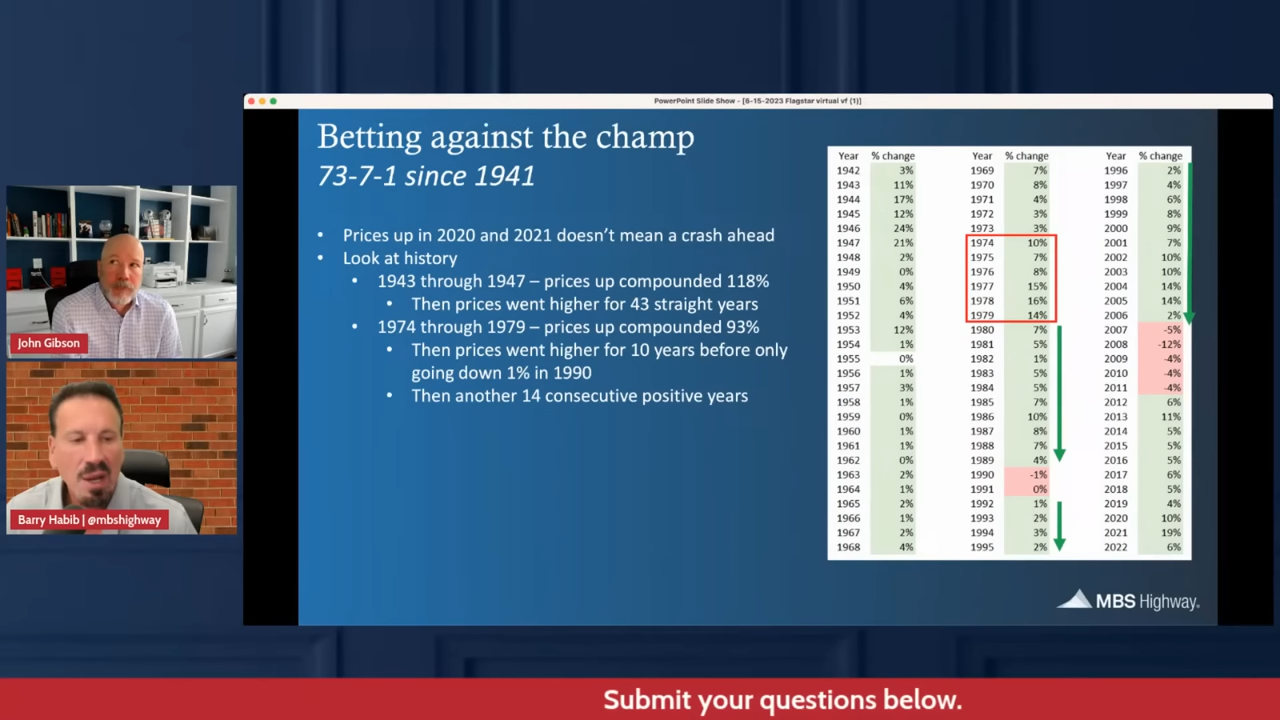 PowerPoint Slide Show - [6-15-2023 Flagstar virtual vf (1)]
Betting against the champ
73-7-1 since 1941
• Prices up in 2020 and 2021 doesn't mean a crash ahead
• Look at history
• 1943 through 1947 – prices up compounded 118%
• Then prices went higher for 43 straight years
• 1974 through 1979 – prices up compounded 93%
• Then prices went higher for 10 years before only
going down 1% in 1990
• Then another 14 consecutive positive years
Year % change Year % change Year % change
1942 3% 1969 7% 1996 2%
1943 11% 1970 8% 1997 4%
1944 17% 1971 4% 1998 6%
1945 12% 1972 3% 1999 8%
1946 24% 1973 3% 2000 9%
1947 21% 1974 10% 2001 7%
1948 2% 1975 7% 2002 10%
1949 0% 1976 8% 2003 10%
1950 4% 1977 15% 2004 14%
1951 6% 1978 16% 2005 14%
1952 4% 1979 14% 2006 2%
1953 12% 1980 7% 2007 -5%
1954 1% 1981 5% 2008 -12%
1955 0% 1982 1% 2009 -4%
1956 1% 1983 5% 2010 -4%
1957 3% 1984 5% 2011 -4%
1958 1% 1985 7% 2012 6%
1959 0% 1986 10% 2013 11%
1960 1% 1987 8% 2014 5%
1961 1% 1988 7% 2015 5%
1962 0% 1989 4% 2016 5%
1963 2% 1990 -1% 2017 6%
1964 1% 1991 0% 2018 5%
1965 2% 1992 1% 2019 4%
1966 1% 1993 2% 2020 10%
1967 2% 1994 3% 2021 19%
1968 4% 1995 2% 2022 6%
MBS Highway.
John Gibson
Barry Habib | @mbshighway
Submit your questions below.